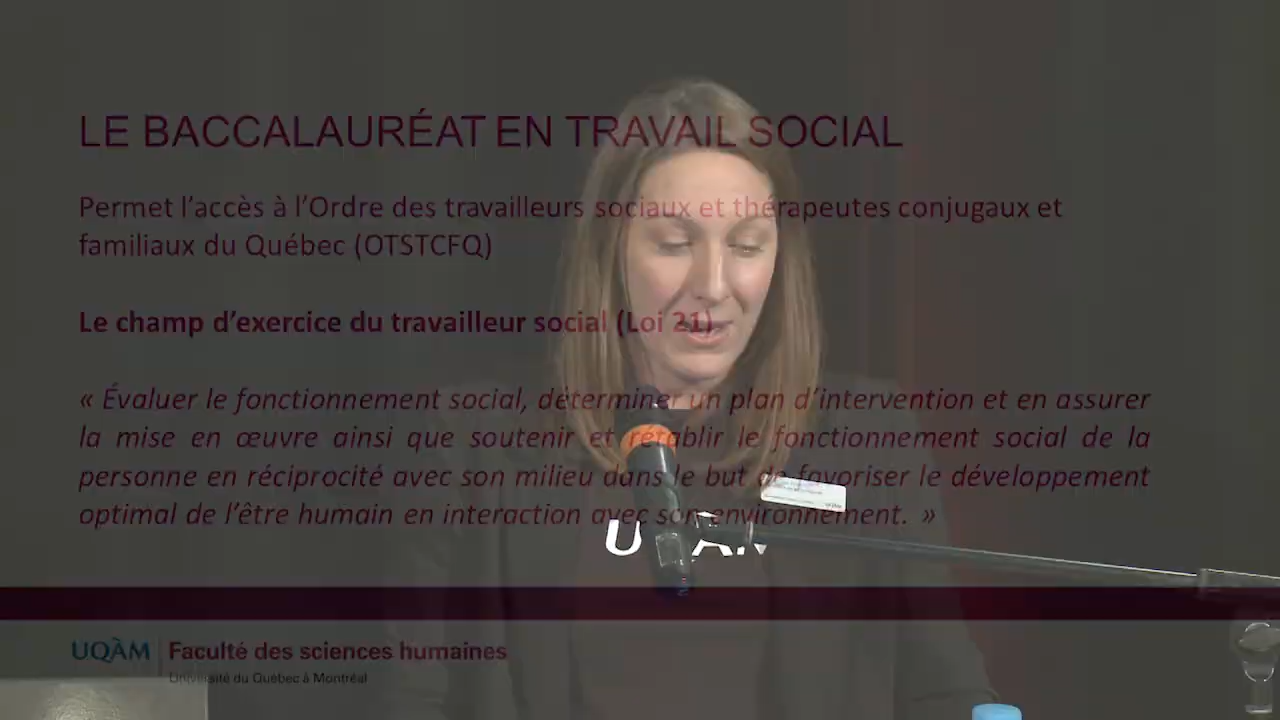 LE BACCALAURÉAT EN TRAVAIL SOCIAL
Permet l’accès à l’Ordre des travailleurs sociaux et thérapeutes conjugaux et
familiaux du Québec (OTSTCFQ)
Le champ d’exercice du travailleur social (Loi 21)
« Évaluer le fonctionnement social, déterminer un plan d’intervention et en assurer
la mise en œuvre ainsi que soutenir et rétablir le fonctionnement social de la
personne en réciprocité avec son milieu dans le but de favoriser le développement
optimal de l’être humain en interaction avec son environnement. »
UQÀM Faculté des sciences humaines
Université du Québec à Montréal